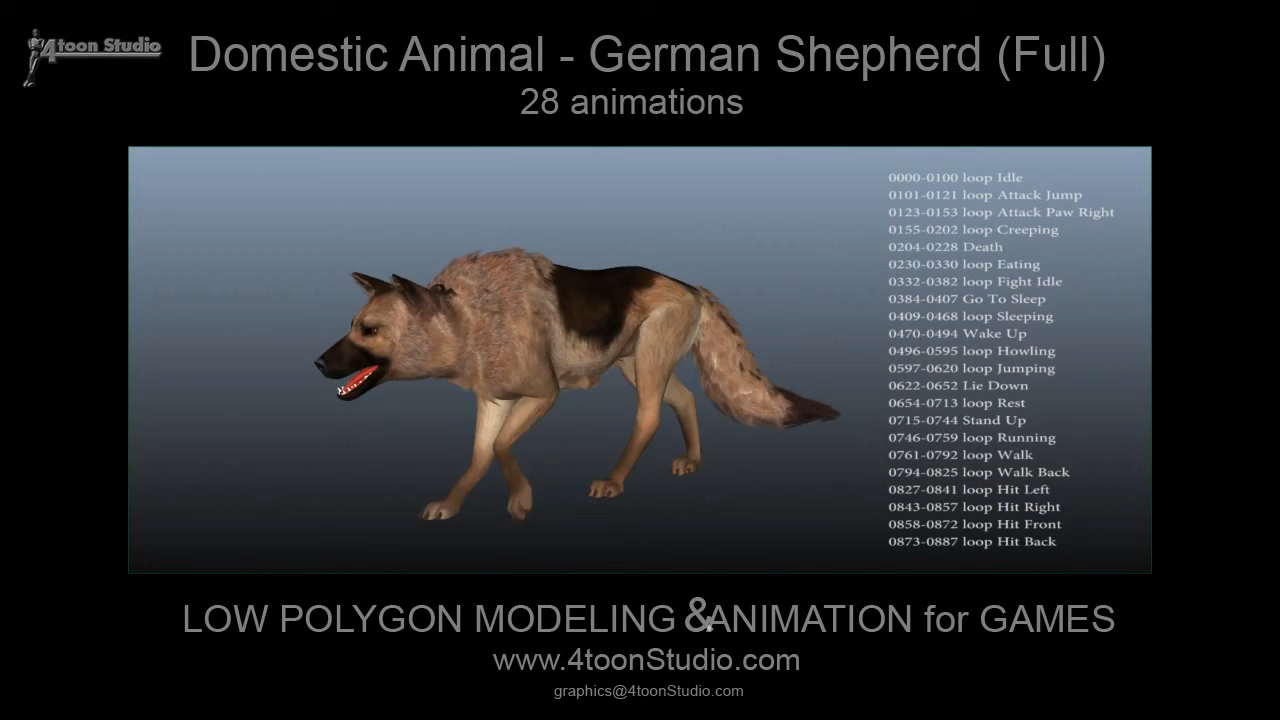 4toon Studio
Domestic Animal - German Shepherd (Full)
28 animations
0000-0100 loop Idle
0101-0121 loop Attack Jump
0123-0153 loop Attack Paw Right
0155-0202 loop Creeping
0204-0228 Death
0230-0330 loop Eating
0332-0382 loop Fight Idle
0384-0407 Go To Sleep
0409-0468 loop Sleeping
0470-0494 Wake Up
0496-0595 loop Howling
0597-0620 loop Jumping
0622-0652 Lie Down
0654-0713 loop Rest
0715-0744 Stand Up
0746-0759 loop Running
0761-0792 loop Walk
0794-0825 loop Walk Back
0827-0841 loop Hit Left
0843-0857 loop Hit Right
0858-0872 loop Hit Front
0873-0887 loop Hit Back
LOW POLYGON MODELING & ANIMATION for GAMES
www.4toonStudio.com
graphics@4toonStudio.com